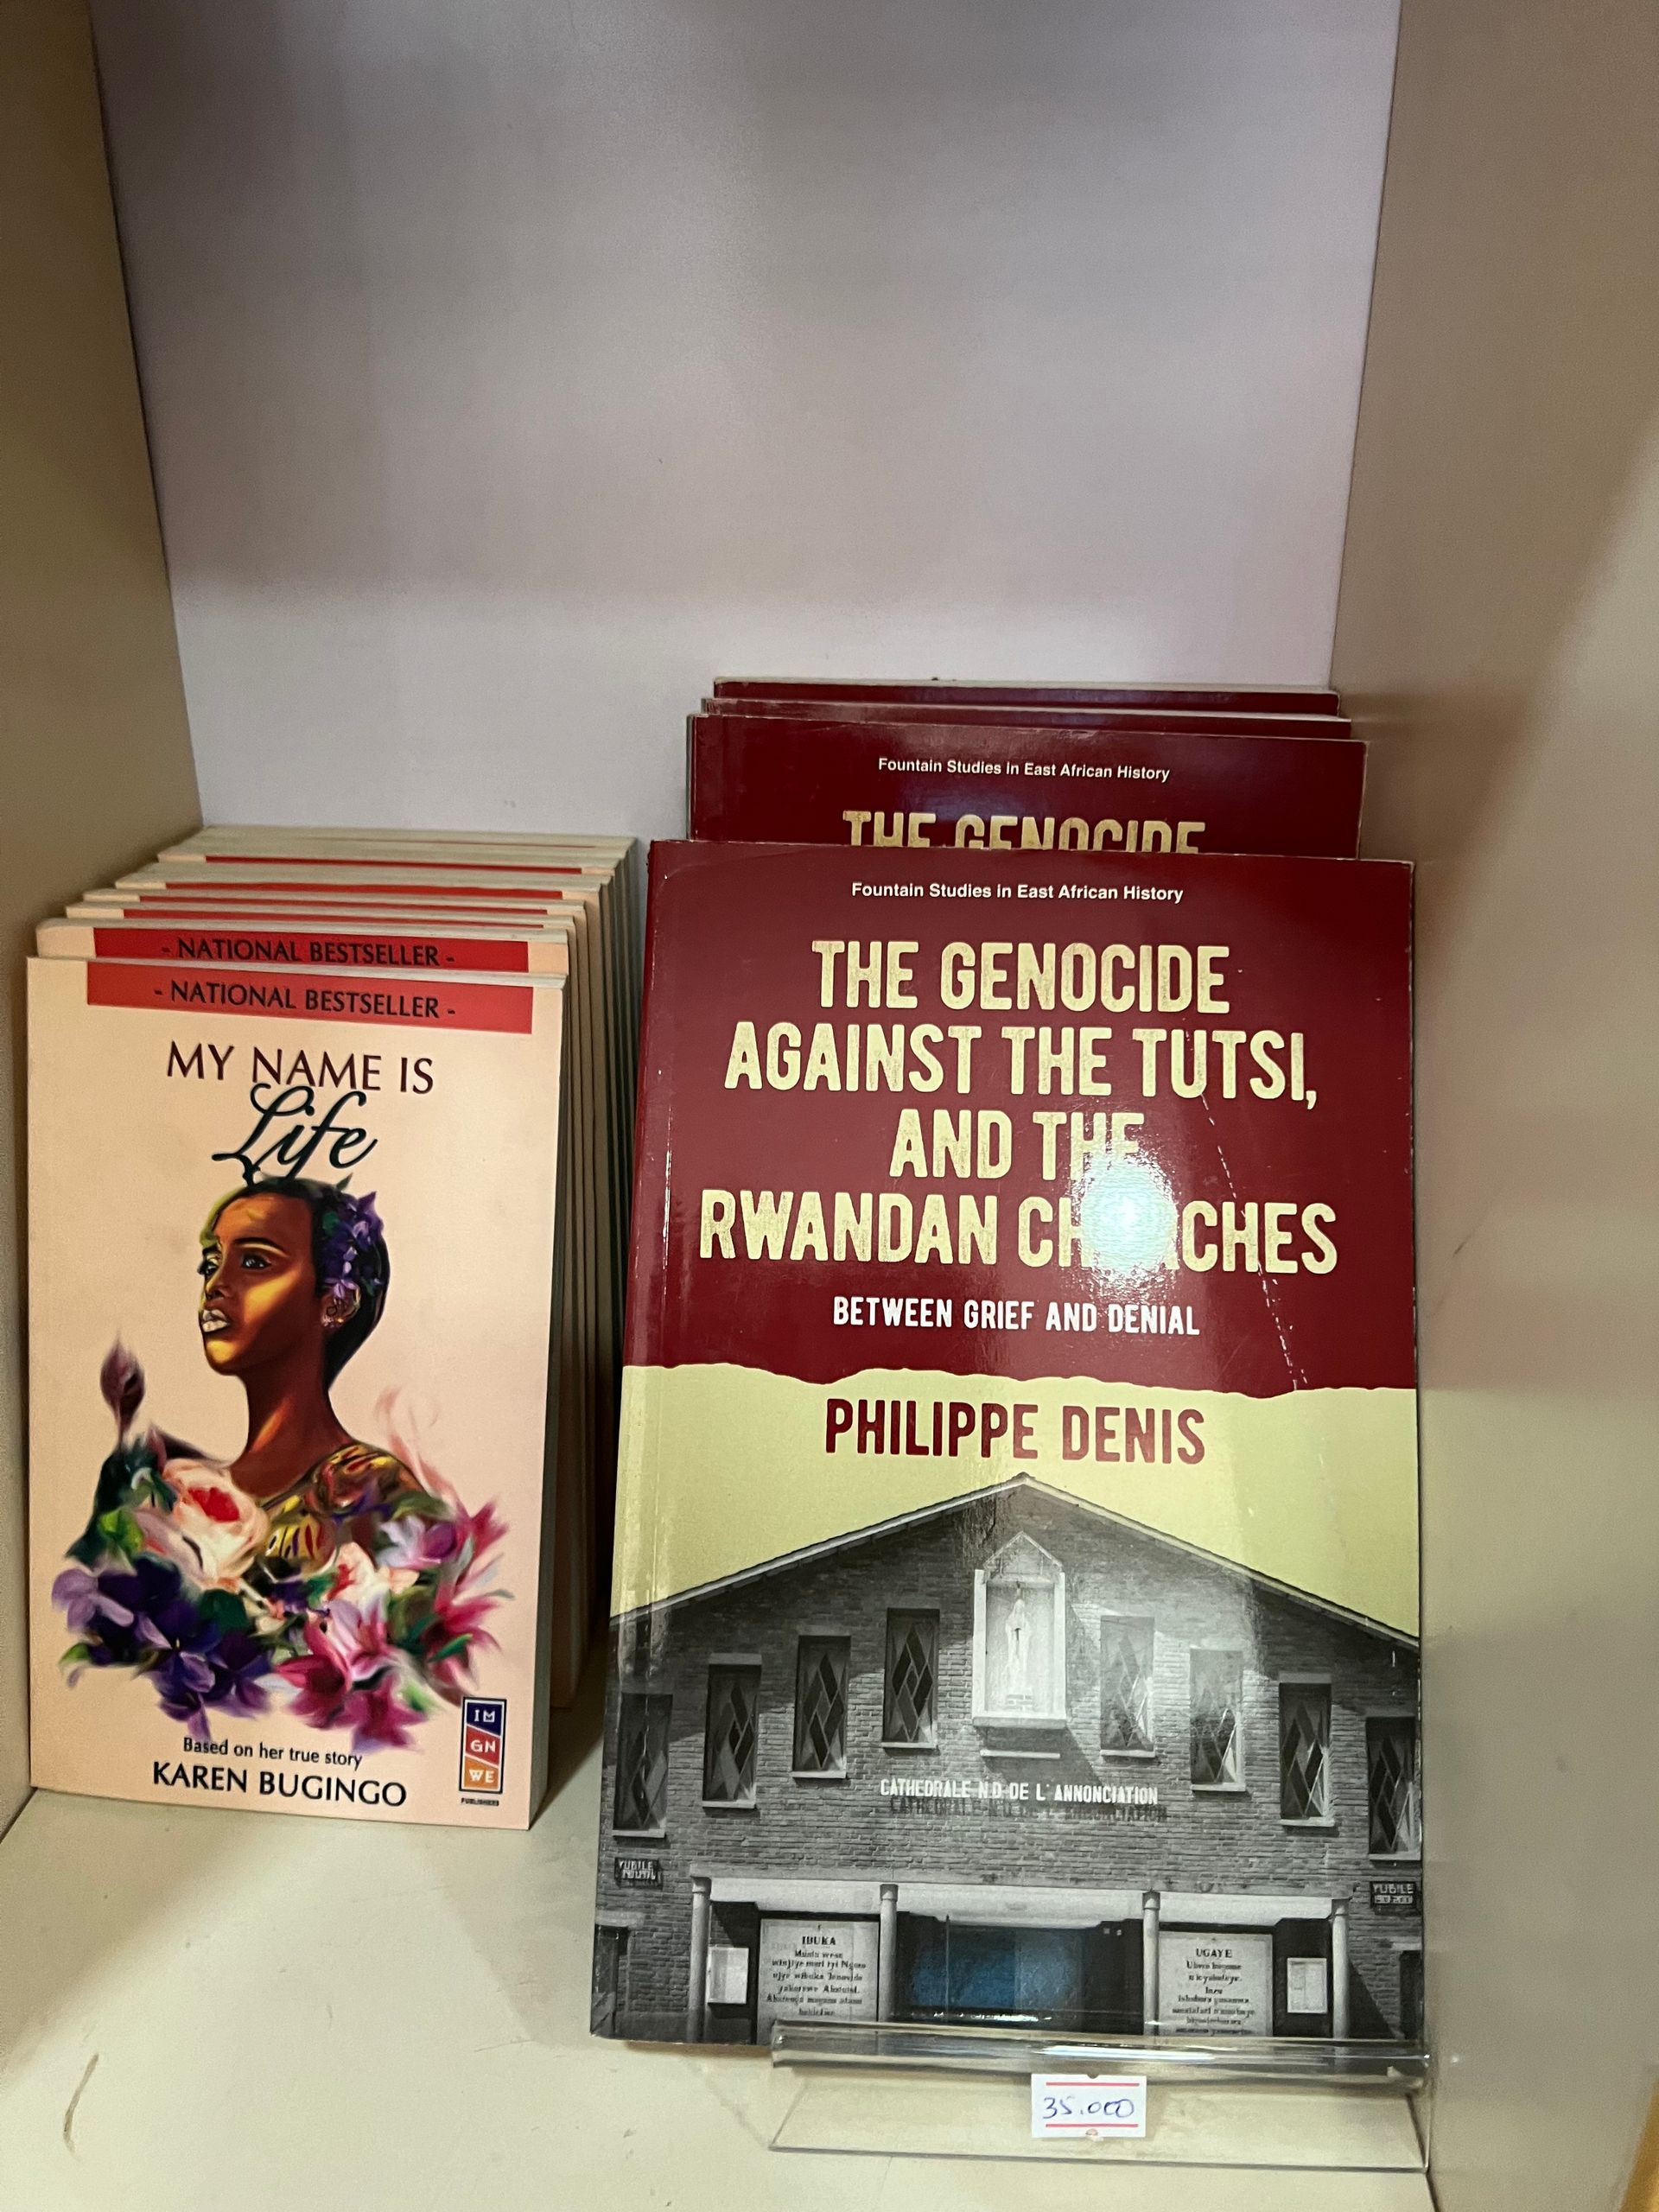 - NATIONAL BESTSELLER -
- NATIONAL BESTSELLER -
MY NAME IS
Life
Based on her true story
KAREN BUGINGO
IM
GN
WE
PUBLISHERS
Fountain Studies in East African History
THE GENOCIDE
Fountain Studies in East African History
THE GENOCIDE
AGAINST THE TUTSI,
AND THE
RWANDAN CHURCHES
BETWEEN GRIEF AND DENIAL
PHILIPPE DENIS
CATHEDRALE N.D DE L'ANNONCIATION
YUBILE
YUBILE
IBUKA
UGAYE
35.000